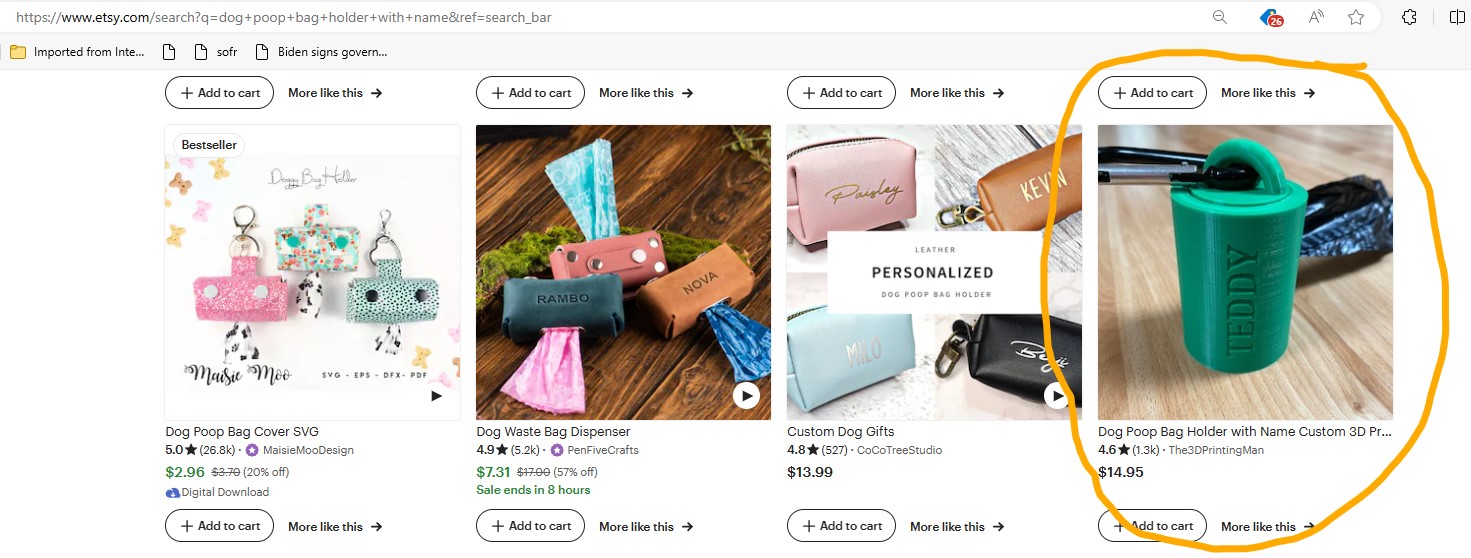 https://www.etsy.com/search?q=dog+poop+bag+holder+with+name&ref=search_bar
26
Imported from Inte...
sofr
Biden signs govern...
+ Add to cart More like this →
+ Add to cart More like this →
+ Add to cart More like this →
+ Add to cart More like this →
Bestseller
Doggy Bag Holder
Maisie Moo
SVG - EPS - DFX- PDF
Dog Poop Bag Cover SVG
5.0★ (26.8k) · MaisieMooDesign
$2.96 $3.70 (20% off)
Digital Download
+ Add to cart More like this →
RAMBO
NOVA
Dog Waste Bag Dispenser
4.9★ (5.2k) · PenFiveCrafts
$7.31 $17.00 (57% off)
Sale ends in 8 hours
+ Add to cart More like this →
Paisley
KEVIN
LEATHER
PERSONALIZED
DOG POOP BAG HOLDER
MILO
Custom Dog Gifts
4.8★ (527) · CoCoTreeStudio
$13.99
+ Add to cart More like this →
TEDDY
Dog Poop Bag Holder with Name Custom 3D Pr...
4.6★ (1.3k) · The3DPrintingMan
$14.95
+ Add to cart More like this →